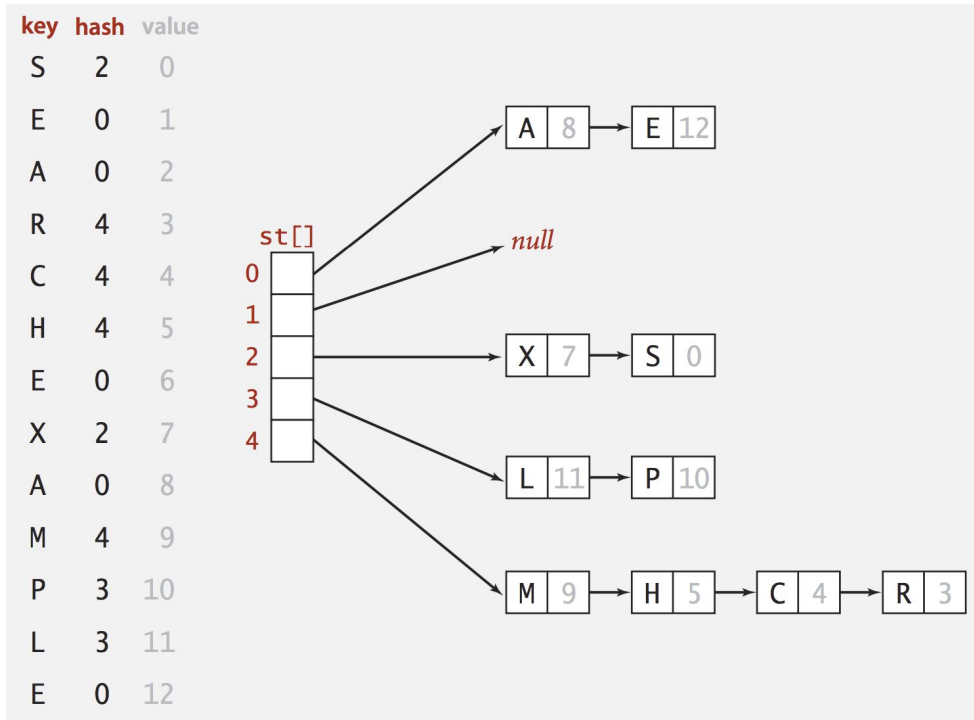 key hash value
S 2 0
E 0 1
A 0 2
R 4 3
C 4 4
H 4 5
E 0 6
X 2 7
A 0 8
M 4 9
P 3 10
L 3 11
E 0 12
st[]
0
1
2
3
4
A 8 E 12
null
X 7 S 0
L 11 P 10
M 9 H 5 C 4 R 3